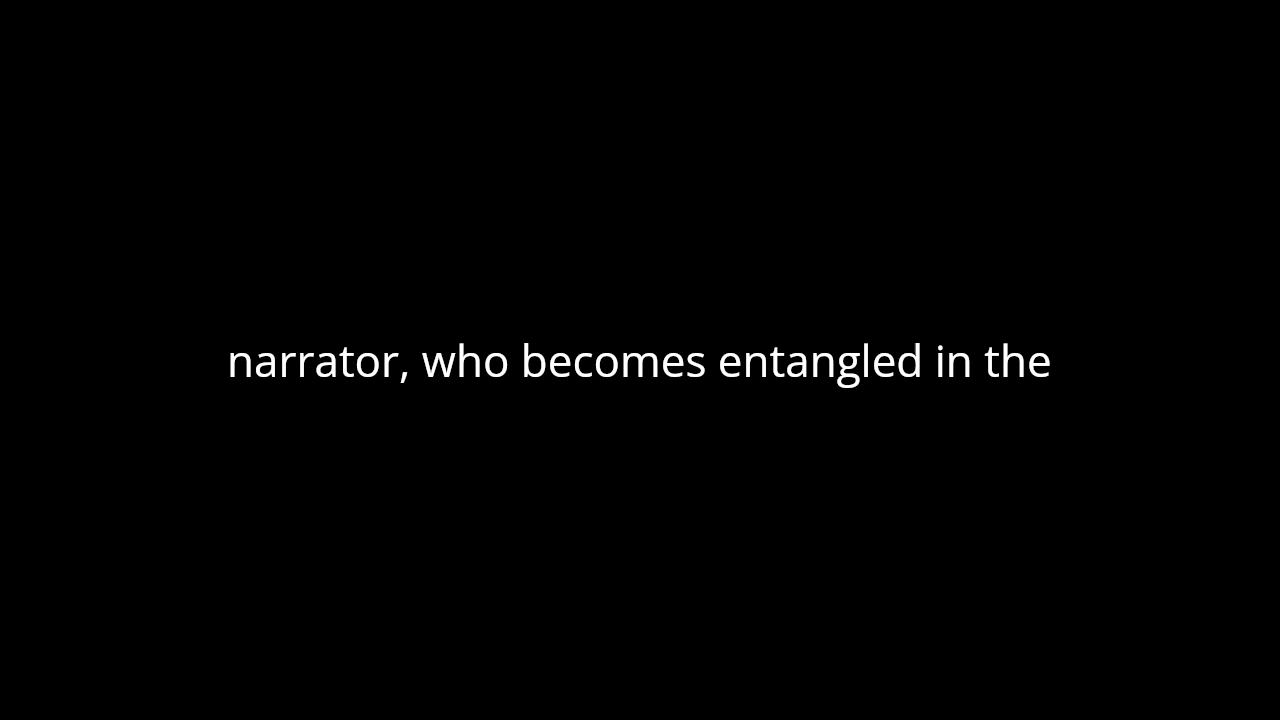 narrator, who becomes entangled in the